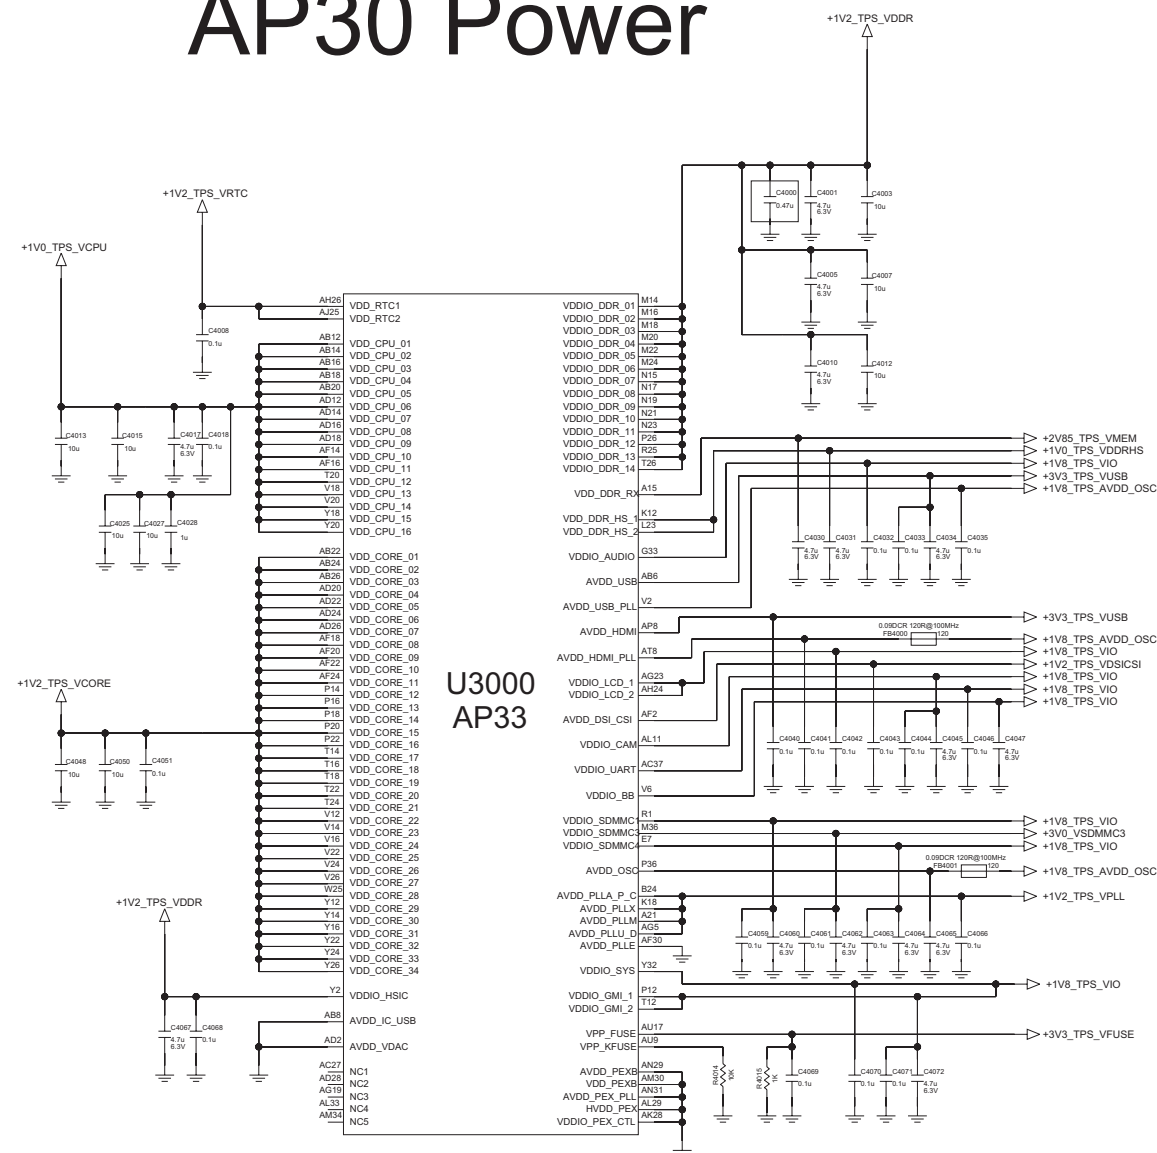 AP30 Power
+1V2_TPS_VDDR
+1V2_TPS_VRTC
+1V0_TPS_VCPU
C4000
0.47u
C4001
4.7u
6.3V
C4003
10u
C4005
4.7u
6.3V
C4007
10u
C4010
4.7u
6.3V
C4012
10u
C4008
0.1u
C4013
10u
C4015
10u
C4017
4.7u
6.3V
C4018
0.1u
C4025
10u
C4027
10u
C4028
1u
+1V2_TPS_VCORE
C4048
10u
C4050
10u
C4051
0.1u
+1V2_TPS_VDDR
C4067
4.7u
6.3V
C4068
0.1u
U3000
AP33
AH26 VDD_RTC1
AJ25 VDD_RTC2
AB12 VDD_CPU_01
AB14 VDD_CPU_02
AB16 VDD_CPU_03
AB18 VDD_CPU_04
AB20 VDD_CPU_05
AD12 VDD_CPU_06
AD14 VDD_CPU_07
AD16 VDD_CPU_08
AD18 VDD_CPU_09
AF14 VDD_CPU_10
AF16 VDD_CPU_11
T20 VDD_CPU_12
V18 VDD_CPU_13
V20 VDD_CPU_14
Y18 VDD_CPU_15
Y20 VDD_CPU_16
AB22 VDD_CORE_01
AB24 VDD_CORE_02
AB26 VDD_CORE_03
AD20 VDD_CORE_04
AD22 VDD_CORE_05
AD24 VDD_CORE_06
AD26 VDD_CORE_07
AF18 VDD_CORE_08
AF20 VDD_CORE_09
AF22 VDD_CORE_10
AF24 VDD_CORE_11
P14 VDD_CORE_12
P16 VDD_CORE_13
P18 VDD_CORE_14
P20 VDD_CORE_15
P22 VDD_CORE_16
T14 VDD_CORE_17
T16 VDD_CORE_18
T18 VDD_CORE_19
T22 VDD_CORE_20
T24 VDD_CORE_21
V12 VDD_CORE_22
V14 VDD_CORE_23
V16 VDD_CORE_24
V22 VDD_CORE_25
V24 VDD_CORE_26
V26 VDD_CORE_27
W25 VDD_CORE_28
Y12 VDD_CORE_29
Y14 VDD_CORE_30
Y16 VDD_CORE_31
Y22 VDD_CORE_32
Y24 VDD_CORE_33
Y26 VDD_CORE_34
Y2 VDDIO_HSIC
AB8 AVDD_IC_USB
AD2 AVDD_VDAC
AC27 NC1
AD28 NC2
AG19 NC3
AL33 NC4
AM34 NC5
VDDIO_DDR_01 M14
VDDIO_DDR_02 M16
VDDIO_DDR_03 M18
VDDIO_DDR_04 M20
VDDIO_DDR_05 M22
VDDIO_DDR_06 M24
VDDIO_DDR_07 N15
VDDIO_DDR_08 N17
VDDIO_DDR_09 N19
VDDIO_DDR_10 N21
VDDIO_DDR_11 N23
VDDIO_DDR_12 P26
VDDIO_DDR_13 R25
VDDIO_DDR_14 T26
VDD_DDR_RX A15
VDD_DDR_HS_1 K12
VDD_DDR_HS_2 L23
VDDIO_AUDIO G33
AVDD_USB AB6
AVDD_USB_PLL V2
AVDD_HDMI AP8
AVDD_HDMI_PLL AT8
VDDIO_LCD_1 AG23
VDDIO_LCD_2 AH24
AVDD_DSI_CSI AF2
VDDIO_CAM AL11
VDDIO_UART AC37
VDDIO_BB V6
VDDIO_SDMMC1 R1
VDDIO_SDMMC3 M36
VDDIO_SDMMC4 E7
AVDD_OSC P36
AVDD_PLLA_P_C B24
AVDD_PLLX K18
AVDD_PLLM A21
AVDD_PLLU_D AG5
AVDD_PLLE AF30
VDDIO_SYS Y32
VDDIO_GMI_1 P12
VDDIO_GMI_2 T12
VPP_FUSE AU17
VPP_KFUSE AU9
AVDD_PEXB AN29
VDD_PEXB AM30
AVDD_PEX_PLL AN31
HVDD_PEX AL29
VDDIO_PEX_CTL AK28
+2V85_TPS_VMEM
+1V0_TPS_VDDRHS
+1V8_TPS_VIO
+3V3_TPS_VUSB
+1V8_TPS_AVDD_OSC
C4030
4.7u
6.3V
C4031
4.7u
6.3V
C4032
0.1u
C4033
0.1u
C4034
4.7u
6.3V
C4035
0.1u
+3V3_TPS_VUSB
0.09DCR 120R@100MHz
FB4000 120
+1V8_TPS_AVDD_OSC
+1V8_TPS_VIO
+1V2_TPS_VDSICSI
+1V8_TPS_VIO
+1V8_TPS_VIO
+1V8_TPS_VIO
C4040
0.1u
C4041
0.1u
C4042
0.1u
C4043
0.1u
C4044
0.1u
C4045
4.7u
6.3V
C4046
0.1u
C4047
4.7u
6.3V
+1V8_TPS_VIO
+3V0_VSDMMC3
+1V8_TPS_VIO
0.09DCR 120R@100MHz
FB4001 120
+1V8_TPS_AVDD_OSC
+1V2_TPS_VPLL
C4059
0.1u
C4060
4.7u
6.3V
C4061
0.1u
C4062
4.7u
6.3V
C4063
0.1u
C4064
4.7u
6.3V
C4065
4.7u
6.3V
C4066
0.1u
+1V8_TPS_VIO
+3V3_TPS_VFUSE
R4014
10K
R4015
1K
C4069
0.1u
C4070
0.1u
C4071
0.1u
C4072
4.7u
6.3V